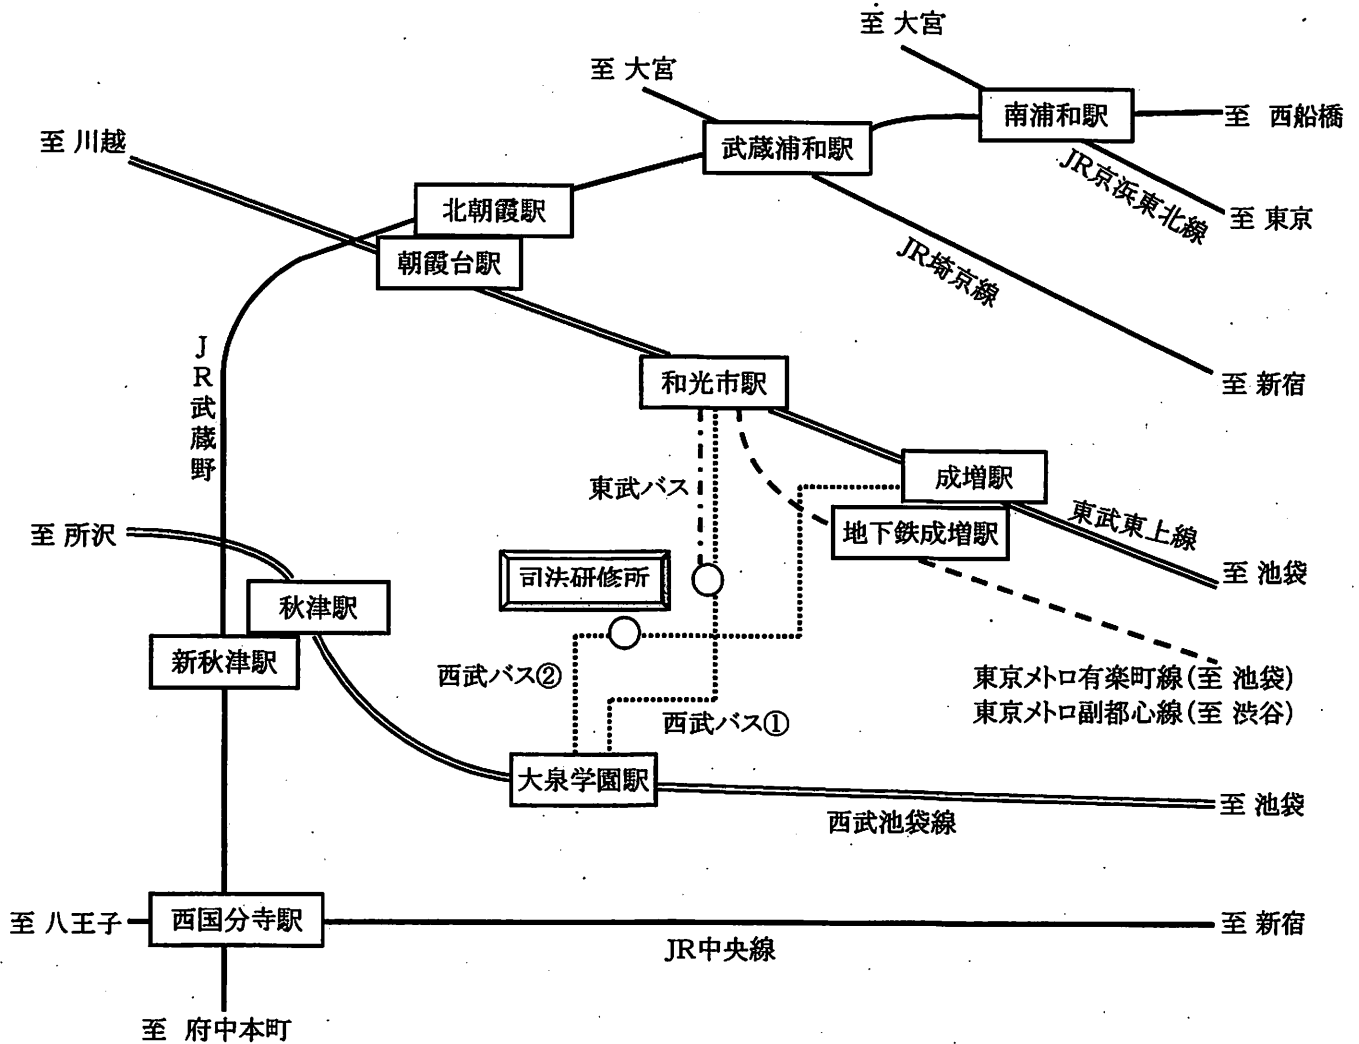 至 大宮
至 大宮
南浦和駅
至 西船橋
至 川越
武蔵浦和駅
JR京浜東北線
北朝霞駅
至 東京
朝霞台駅
JR埼京線
JR武蔵野
和光市駅
至 新宿
東武バス
成増駅
東武東上線
至 所沢
地下鉄成増駅
司法研修所
至 池袋
秋津駅
新秋津駅
西武バス②
東京メトロ有楽町線(至 池袋)
西武バス①
東京メトロ副都心線(至 渋谷)
大泉学園駅
至 池袋
西武池袋線
至 八王子
西国分寺駅
至 新宿
JR中央線
至 府中本町